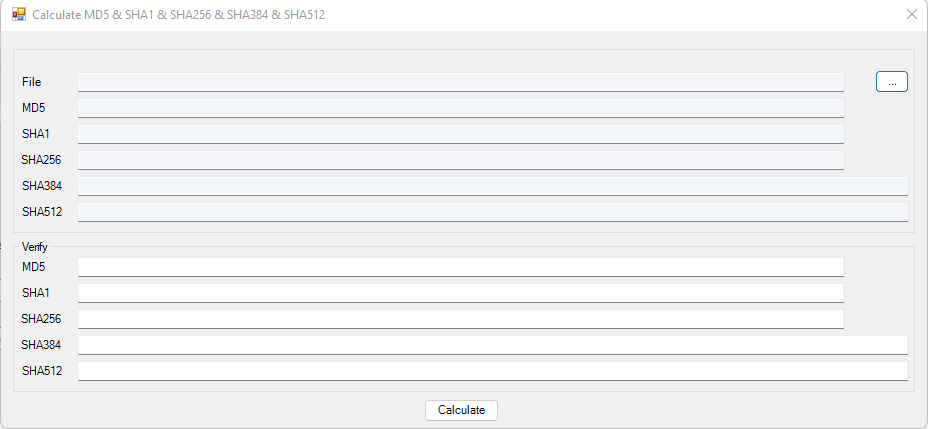 Calculate MD5 & SHA1 & SHA256 & SHA384 & SHA512
File
...
MD5
SHA1
SHA256
SHA384
SHA512
Verify
MD5
SHA1
SHA256
SHA384
SHA512
Calculate